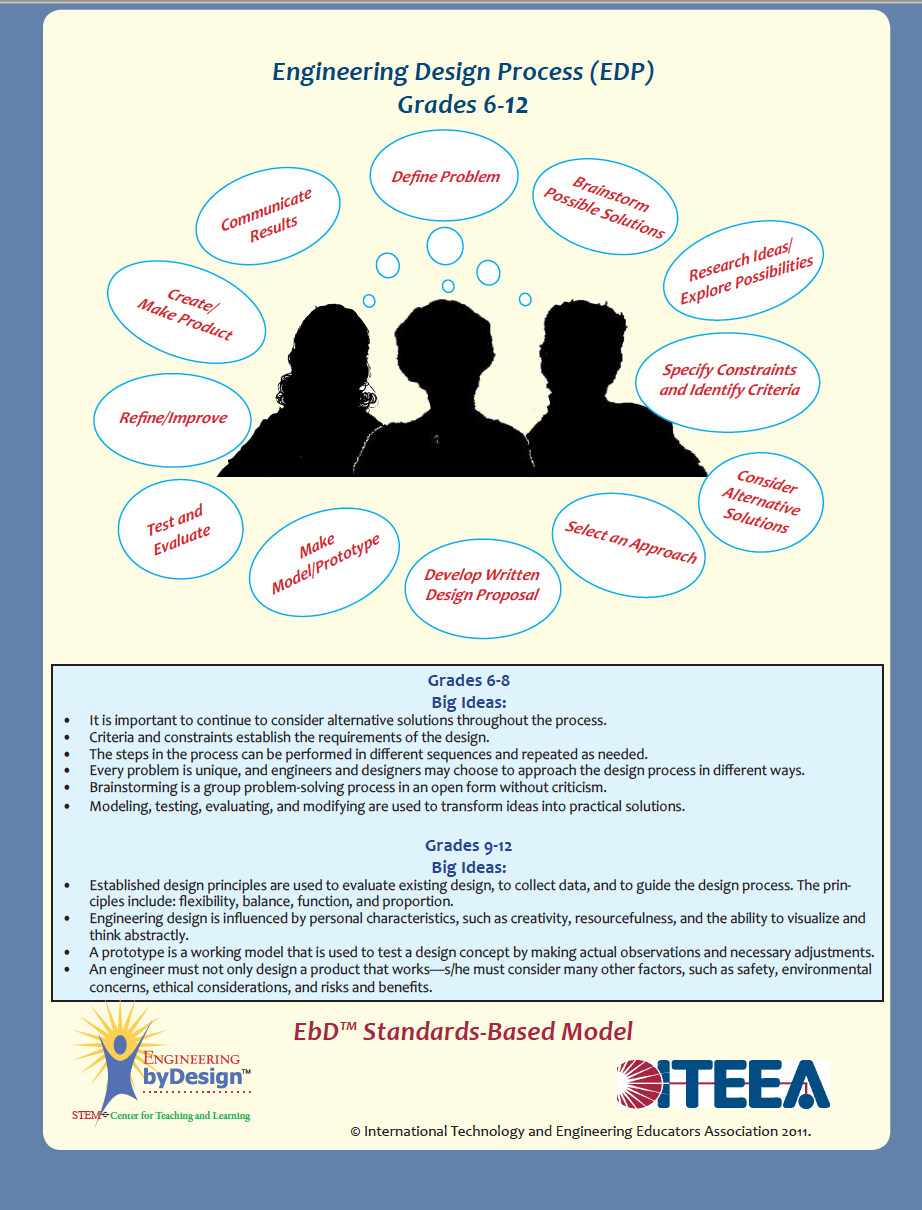 Engineering Design Process (EDP)
Grades 6-12
Define Problem
Brainstorm
Possible Solutions
Research Ideas/
Explore Possibilities
Specify Constraints
and Identify Criteria
Consider
Alternative
Solutions
Select an Approach
Develop Written
Design Proposal
Make
Model/Prototype
Test and
Evaluate
Refine/Improve
Create/
Make Product
Communicate
Results
Grades 6-8
Big Ideas:
• It is important to continue to consider alternative solutions throughout the process.
• Criteria and constraints establish the requirements of the design.
• The steps in the process can be performed in different sequences and repeated as needed.
• Every problem is unique, and engineers and designers may choose to approach the design process in different ways.
• Brainstorming is a group problem-solving process in an open form without criticism.
• Modeling, testing, evaluating, and modifying are used to transform ideas into practical solutions.
Grades 9-12
Big Ideas:
• Established design principles are used to evaluate existing design, to collect data, and to guide the design process. The prin-
ciples include: flexibility, balance, function, and proportion.
• Engineering design is influenced by personal characteristics, such as creativity, resourcefulness, and the ability to visualize and
think abstractly.
• A prototype is a working model that is used to test a design concept by making actual observations and necessary adjustments.
• An engineer must not only design a product that works—s/he must consider many other factors, such as safety, environmental
concerns, ethical considerations, and risks and benefits.
EbD™ Standards-Based Model
ENGINEERING
byDesign™
STEM÷Center for Teaching and Learning
ITEEA
© International Technology and Engineering Educators Association 2011.